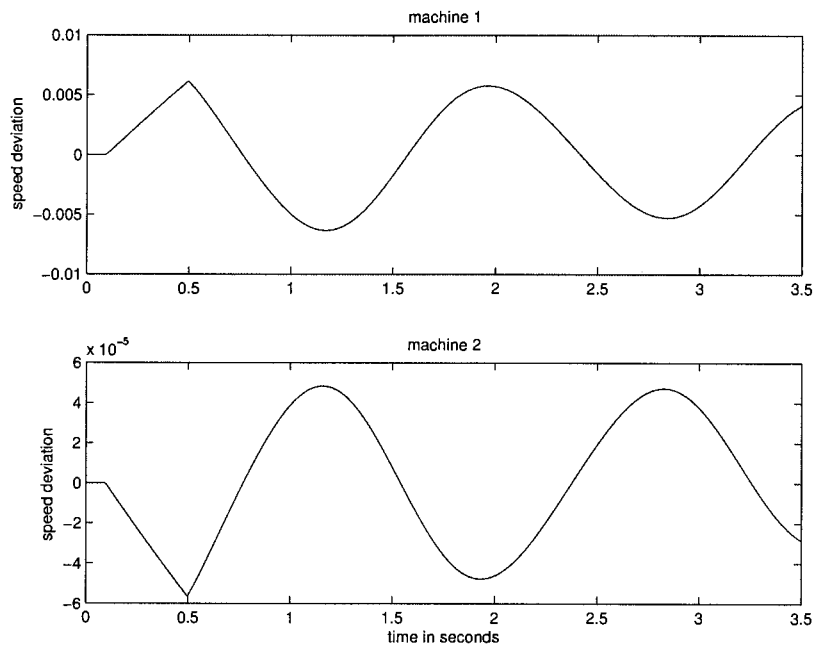 machine 1
0.01
0.005
0
−0.005
−0.01
speed deviation
0 0.5 1 1.5 2 2.5 3 3.5
x 10⁻⁵
machine 2
6
4
2
0
−2
−4
−6
speed deviation
0 0.5 1 1.5 2 2.5 3 3.5
time in seconds